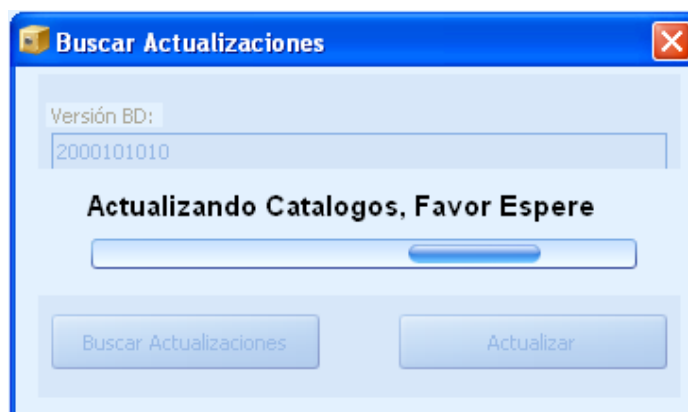 Buscar Actualizaciones
Versión BD:
2000101010
Actualizando Catalogos, Favor Espere
Buscar Actualizaciones
Actualizar